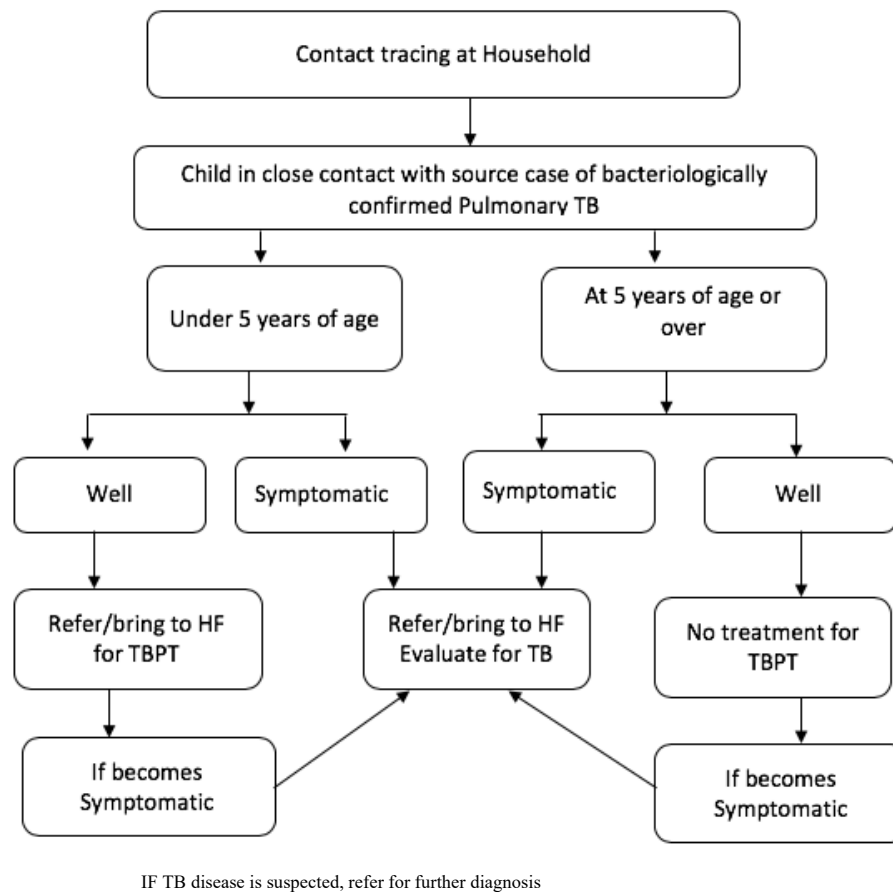 Contact tracing at Household
Child in close contact with source case of bacteriologically
confirmed Pulmonary TB
Under 5 years of age
At 5 years of age or
over
Well
Symptomatic
Symptomatic
Well
Refer/bring to HF
for TBPT
Refer/bring to HF
Evaluate for TB
No treatment for
TBPT
If becomes
Symptomatic
If becomes
Symptomatic
IF TB disease is suspected, refer for further diagnosis